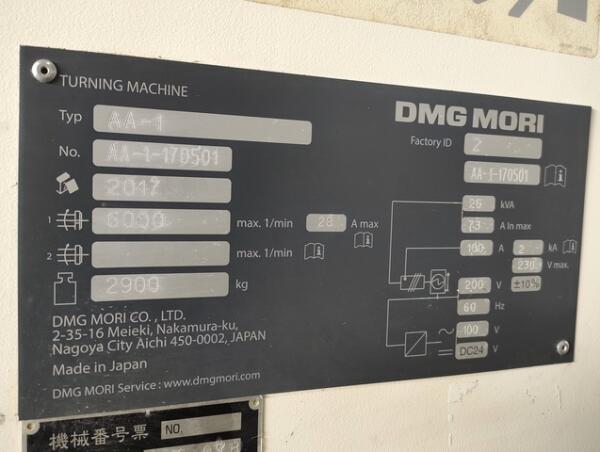 TURNING MACHINE
DMG MORI
Typ AA-1
Factory ID 2
No. AA-1-170501
AA-1-170501
2017
1 6000 max. 1/min 28 A max
2 max. 1/min
2900 kg
26 kVA
73 A In max
100 A 2 kA
230 V max.
200 V ±10%
60 Hz
100 V
DC24 V
DMG MORI CO., LTD.
2-35-16 Meieki, Nakamura-ku,
Nagoya City Aichi 450-0002, JAPAN
Made in Japan
DMG MORI Service : www.dmgmori.com
機械番号票 NO.